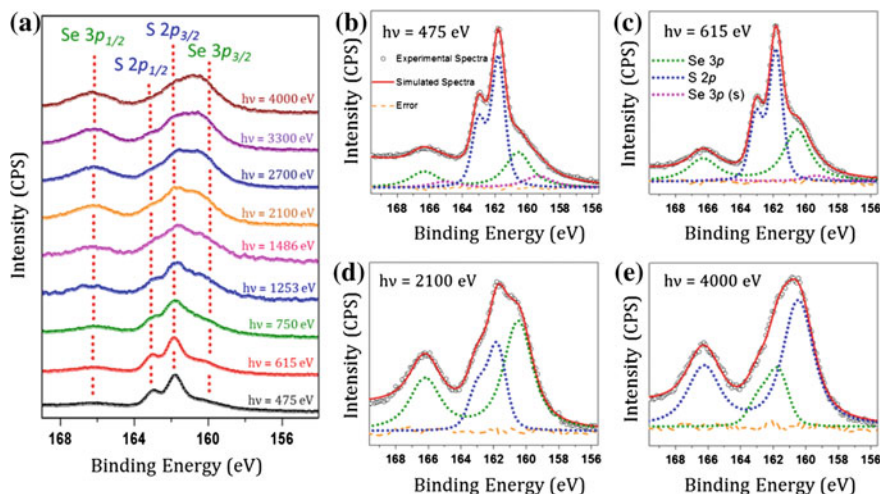 (a)
Se 3p1/2
S 2p3/2
S 2p1/2
Se 3p3/2
hν = 4000 eV
hν = 3300 eV
hν = 2700 eV
hν = 2100 eV
hν = 1486 eV
hν = 1253 eV
hν = 750 eV
hν = 615 eV
hν = 475 eV
Intensity (CPS)
168 164 160 156
Binding Energy (eV)
(b)
hν = 475 eV
Experimental Spectra
Simulated Spectra
Error
Intensity (CPS)
168 166 164 162 160 158 156
Binding Energy (eV)
(c)
hν = 615 eV
Se 3p
S 2p
Se 3p (s)
Intensity (CPS)
168 166 164 162 160 158 156
Binding Energy (eV)
(d)
hν = 2100 eV
Intensity (CPS)
168 166 164 162 160 158 156
Binding Energy (eV)
(e)
hν = 4000 eV
Intensity (CPS)
168 166 164 162 160 158 156
Binding Energy (eV)